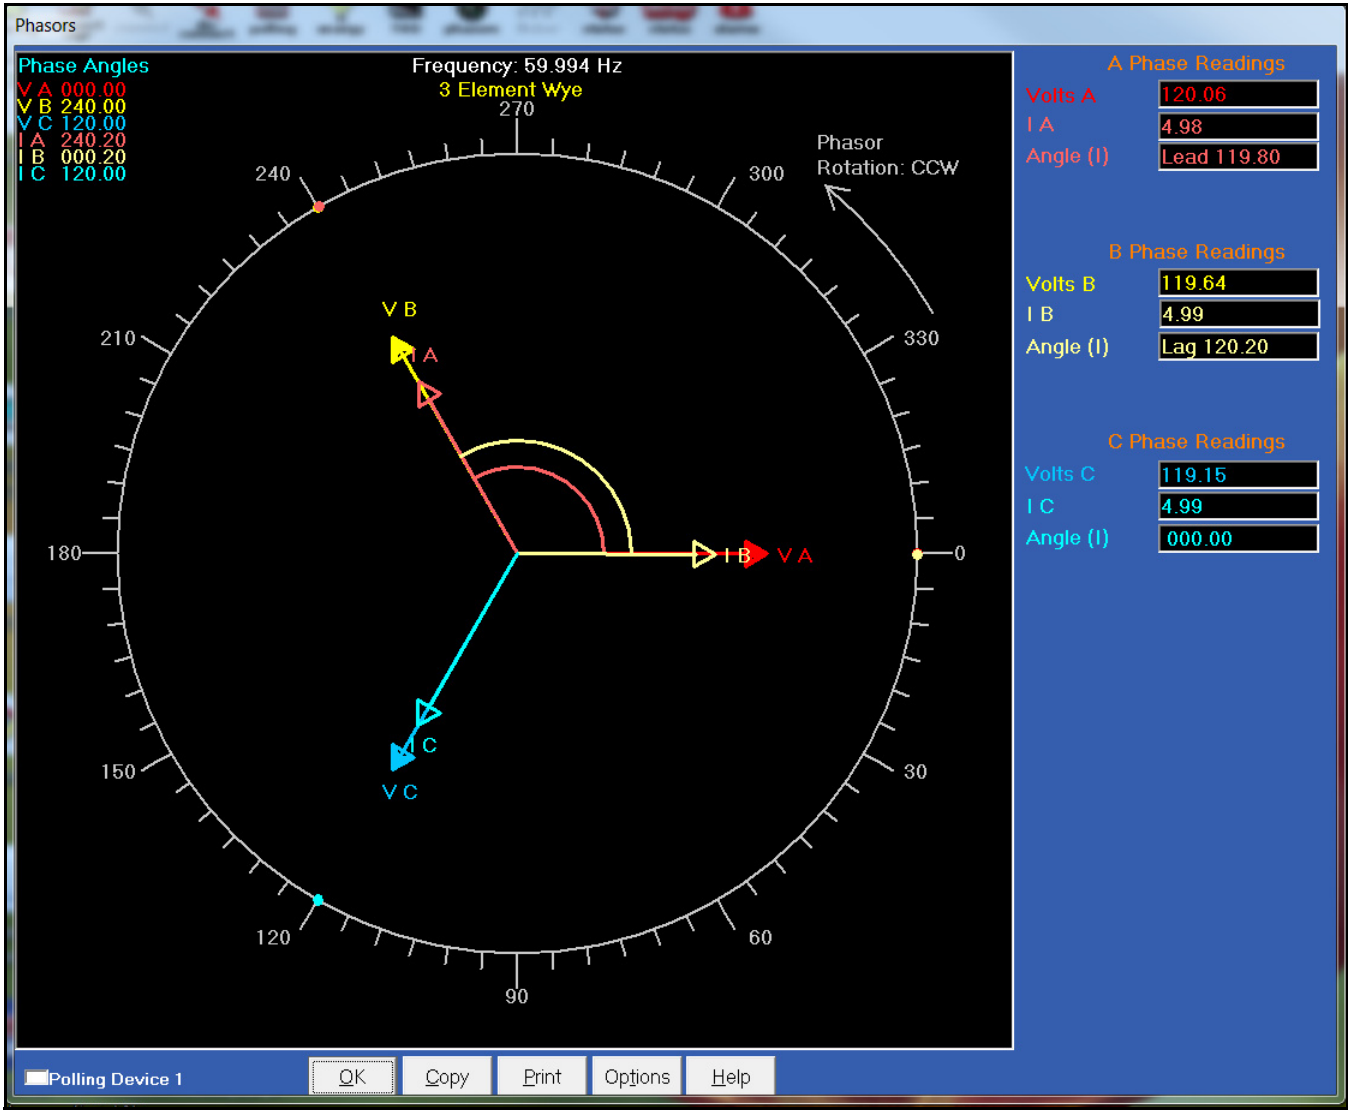 Phasors
Phase Angles
V A 000.00
V B 240.00
V C 120.00
I A 240.20
I B 000.20
I C 120.00
Frequency: 59.994 Hz
3 Element Wye
270
240
300
Phasor
Rotation: CCW
210
330
V B
I A
180
0
I B
V A
I C
V C
150
30
120
60
90
A Phase Readings
Volts A 120.06
I A 4.98
Angle (I) Lead 119.80
B Phase Readings
Volts B 119.64
I B 4.99
Angle (I) Lag 120.20
C Phase Readings
Volts C 119.15
I C 4.99
Angle (I) 000.00
Polling Device 1
OK
Copy
Print
Options
Help